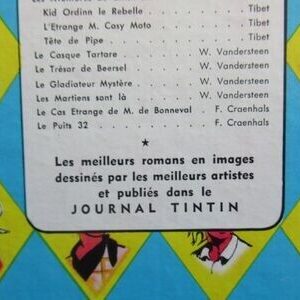 Kid Ordinn le Rebelle . . . . . . . Tibet
L'Etrange M. Casy Moto . . . . . . Tibet
Tête de Pipe . . . . . . . . . Tibet
Le Casque Tartare . . . . . W. Vandersteen
Le Trésor de Beersel . . . . W. Vandersteen
Le Gladiateur Mystère . . . . W. Vandersteen
Les Martiens sont là . . . . W. Vandersteen
Le Cas Etrange de M. de Bonneval . F. Craenhals
Le Puits 32 . . . . . . . . F. Craenhals
Les meilleurs romans en images
dessinés par les meilleurs artistes
et publiés dans le
JOURNAL TINTIN